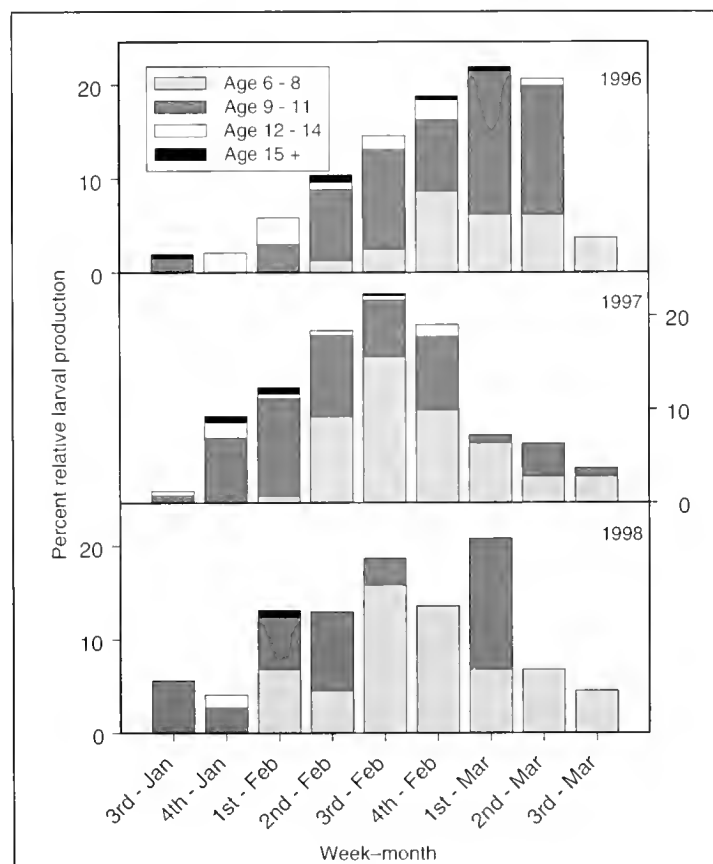 Percent relative larval production
1996
Age 6 - 8
Age 9 - 11
Age 12 - 14
Age 15 +
20
10
0
1997
20
10
0
1998
20
10
0
3rd - Jan
4th - Jan
1st - Feb
2nd - Feb
3rd - Feb
4th - Feb
1st - Mar
2nd - Mar
3rd - Mar
Week–month